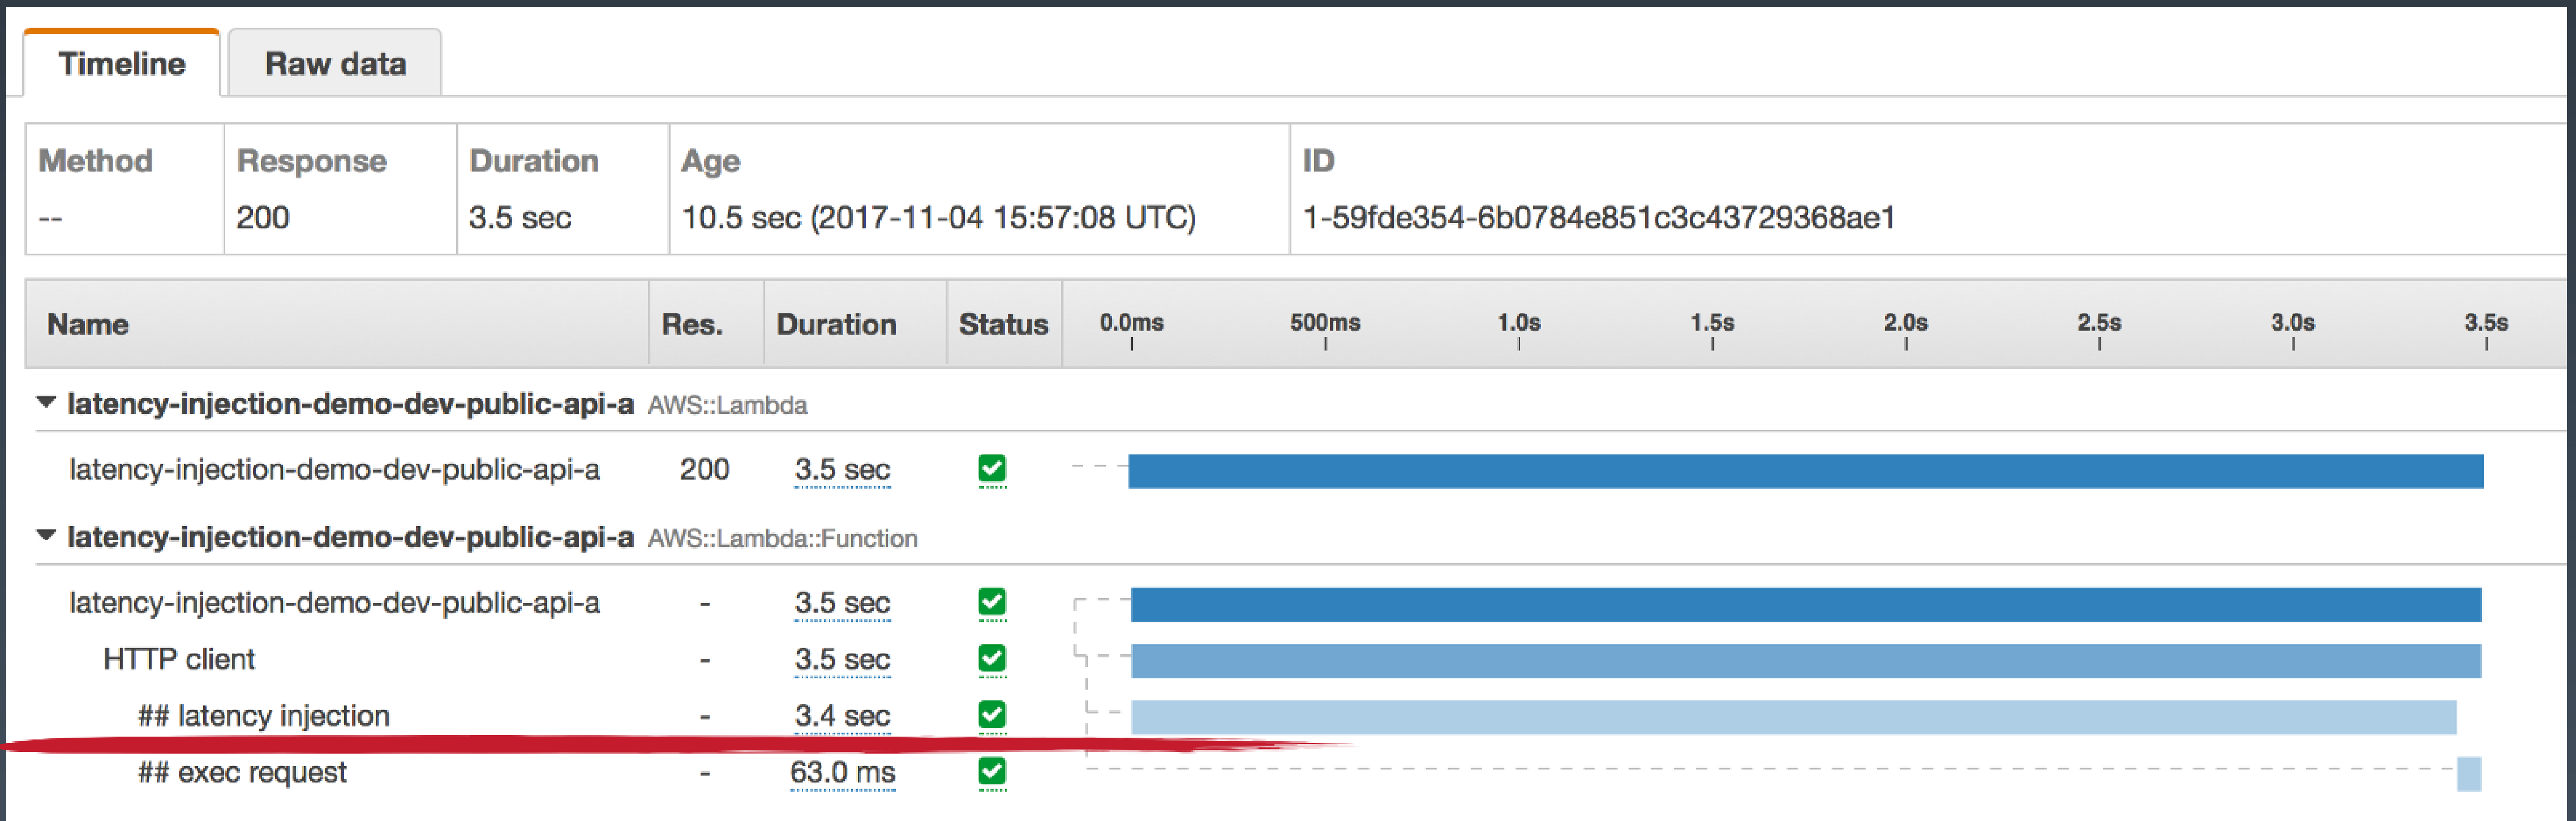 Timeline Raw data
Method Response Duration Age ID
-- 200 3.5 sec 10.5 sec (2017-11-04 15:57:08 UTC) 1-59fde354-6b0784e851c3c43729368ae1
Name Res. Duration Status 0.0ms 500ms 1.0s 1.5s 2.0s 2.5s 3.0s 3.5s
latency-injection-demo-dev-public-api-a AWS::Lambda
latency-injection-demo-dev-public-api-a 200 3.5 sec
latency-injection-demo-dev-public-api-a AWS::Lambda::Function
latency-injection-demo-dev-public-api-a - 3.5 sec
HTTP client - 3.5 sec
## latency injection - 3.4 sec
## exec request - 63.0 ms